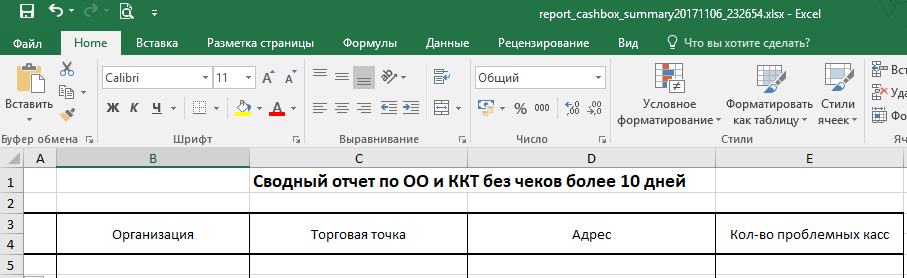 report_cashbox_summary20171106_232654.xlsx - Excel
Файл Home Вставка Разметка страницы Формулы Данные Рецензирование Вид Что вы хотите сделать?
Вставить
Calibri 11 A A
Ж К Ч A
Общий
% 000
Условное форматирование
Форматировать как таблицу
Стили ячеек
Вст
Уда
Фо
Буфер обмена Шрифт Выравнивание Число Стили Яч
A B C D E
1 Сводный отчет по ОО и ККТ без чеков более 10 дней
2
3
Организация Торговая точка Адрес Кол-во проблемных касс
4
5